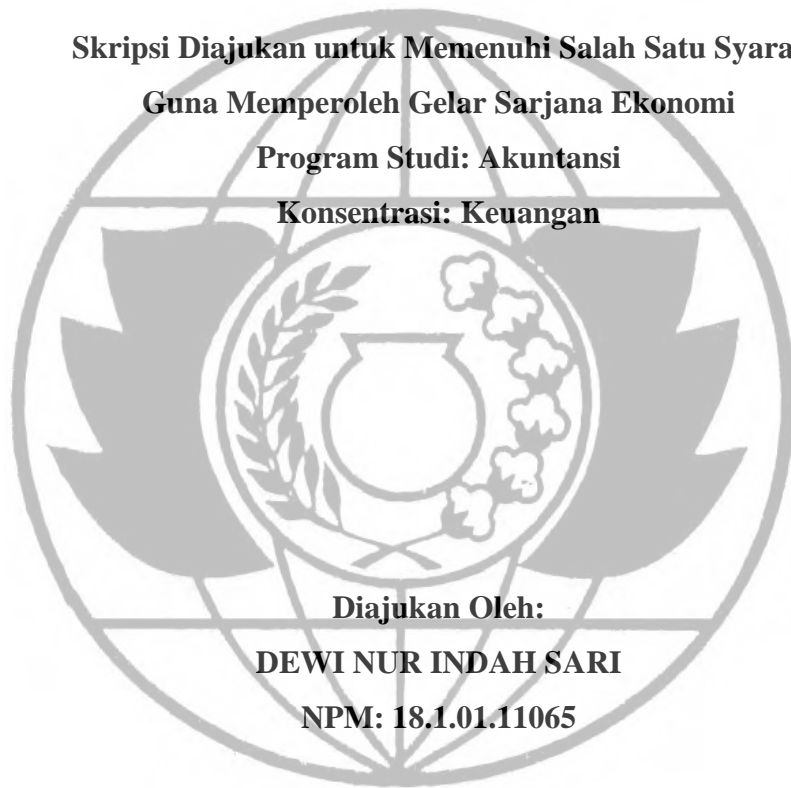 Skripsi Diajukan untuk Memenuhi Salah Satu Syara
Guna Memperoleh Gelar Sarjana Ekonomi
Program Studi: Akuntansi
Konsentrasi: Keuangan
Diajukan Oleh:
DEWI NUR INDAH SARI
NPM: 18.1.01.11065